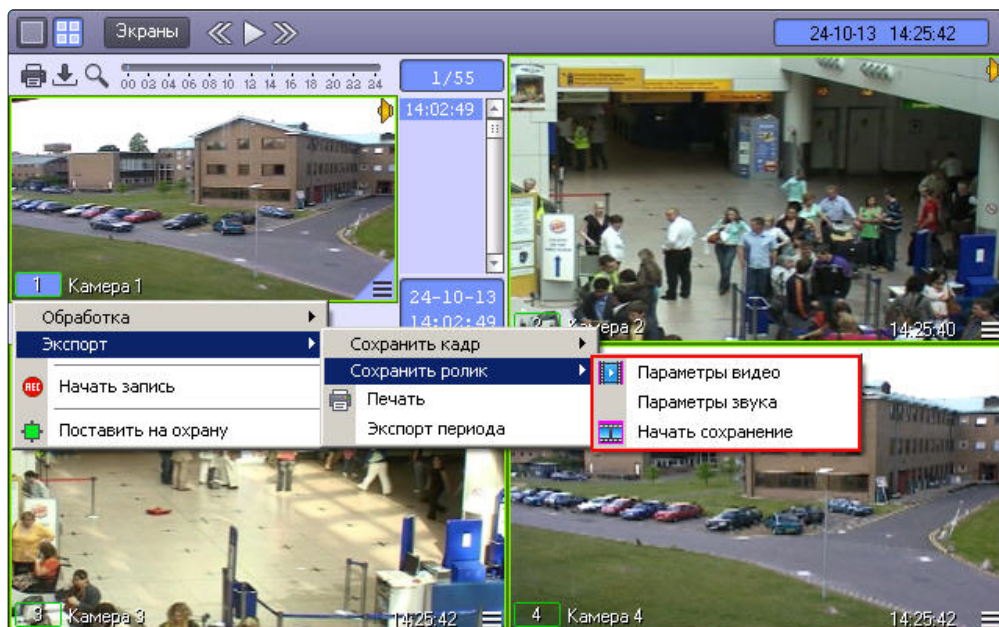 Экраны
24-10-13 14:25:42
00 02 04 06 08 10 12 14 16 18 20 22 24
1/55
14:02:49
1 Камера 1
24-10-13
14:02:49
2 Камера 2
14:25:40
Обработка
Экспорт
Начать запись
REC
Поставить на охрану
Сохранить кадр
Сохранить ролик
Печать
Экспорт периода
Параметры видео
Параметры звука
Начать сохранение
3 Камера 3
14:25:42
4 Камера 4
14:25:42